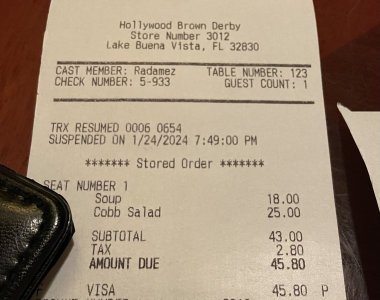 Hollywood Brown Derby
Store Number 3012
Lake Buena Vista, FL 32830
CAST MEMBER: Radamez TABLE NUMBER: 123
CHECK NUMBER: 5-933 GUEST COUNT: 1
TRX RESUMED 0006 0654
SUSPENDED ON 1/24/2024 7:49:00 PM
******* Stored Order *******
SEAT NUMBER 1
Soup 18.00
Cobb Salad 25.00
SUBTOTAL 43.00
TAX 2.80
AMOUNT DUE 45.80
VISA 45.80 P